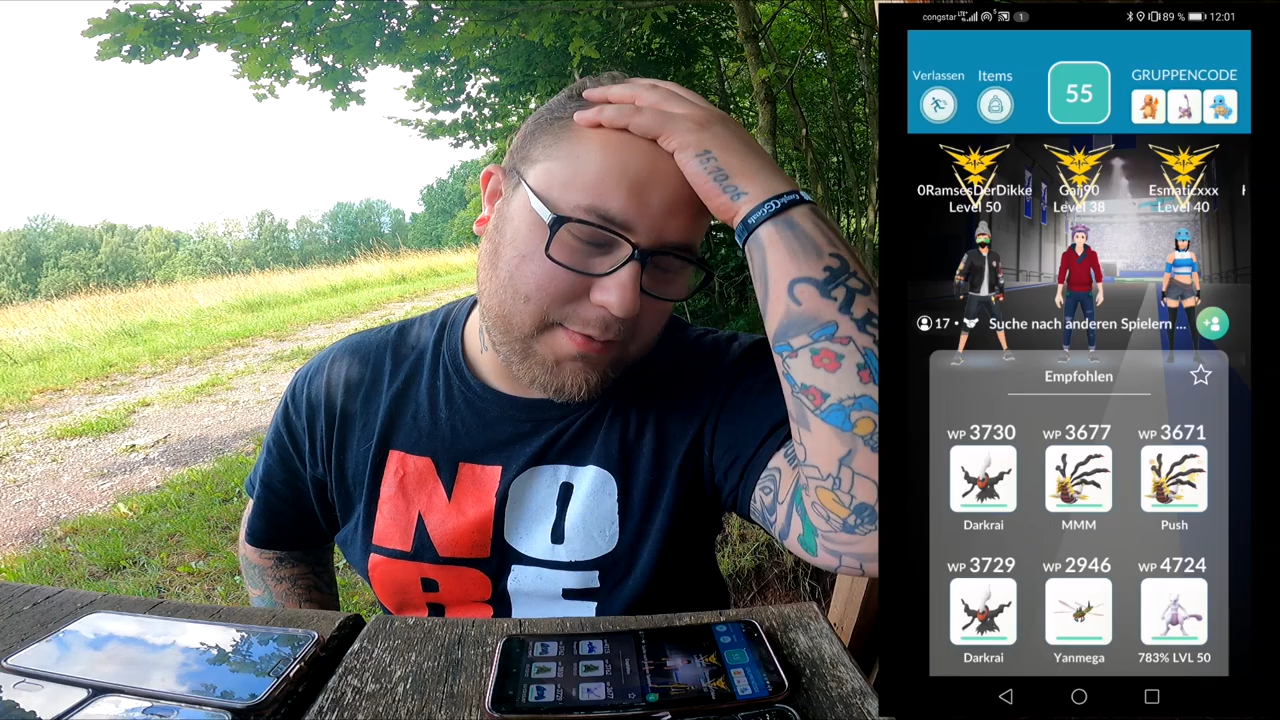 15.10.06
NO
congstar
1
89 %
12:01
Verlassen
Items
55
GRUPPENCODE
0RamsesDerDikke
Level 50
Garj90
Level 38
Esmaticxxx
Level 40
17 •
Suche nach anderen Spielern ...
Empfohlen
WP 3730
WP 3677
WP 3671
Darkrai
MMM
Push
WP 3729
WP 2946
WP 4724
Darkrai
Yanmega
783% LVL 50